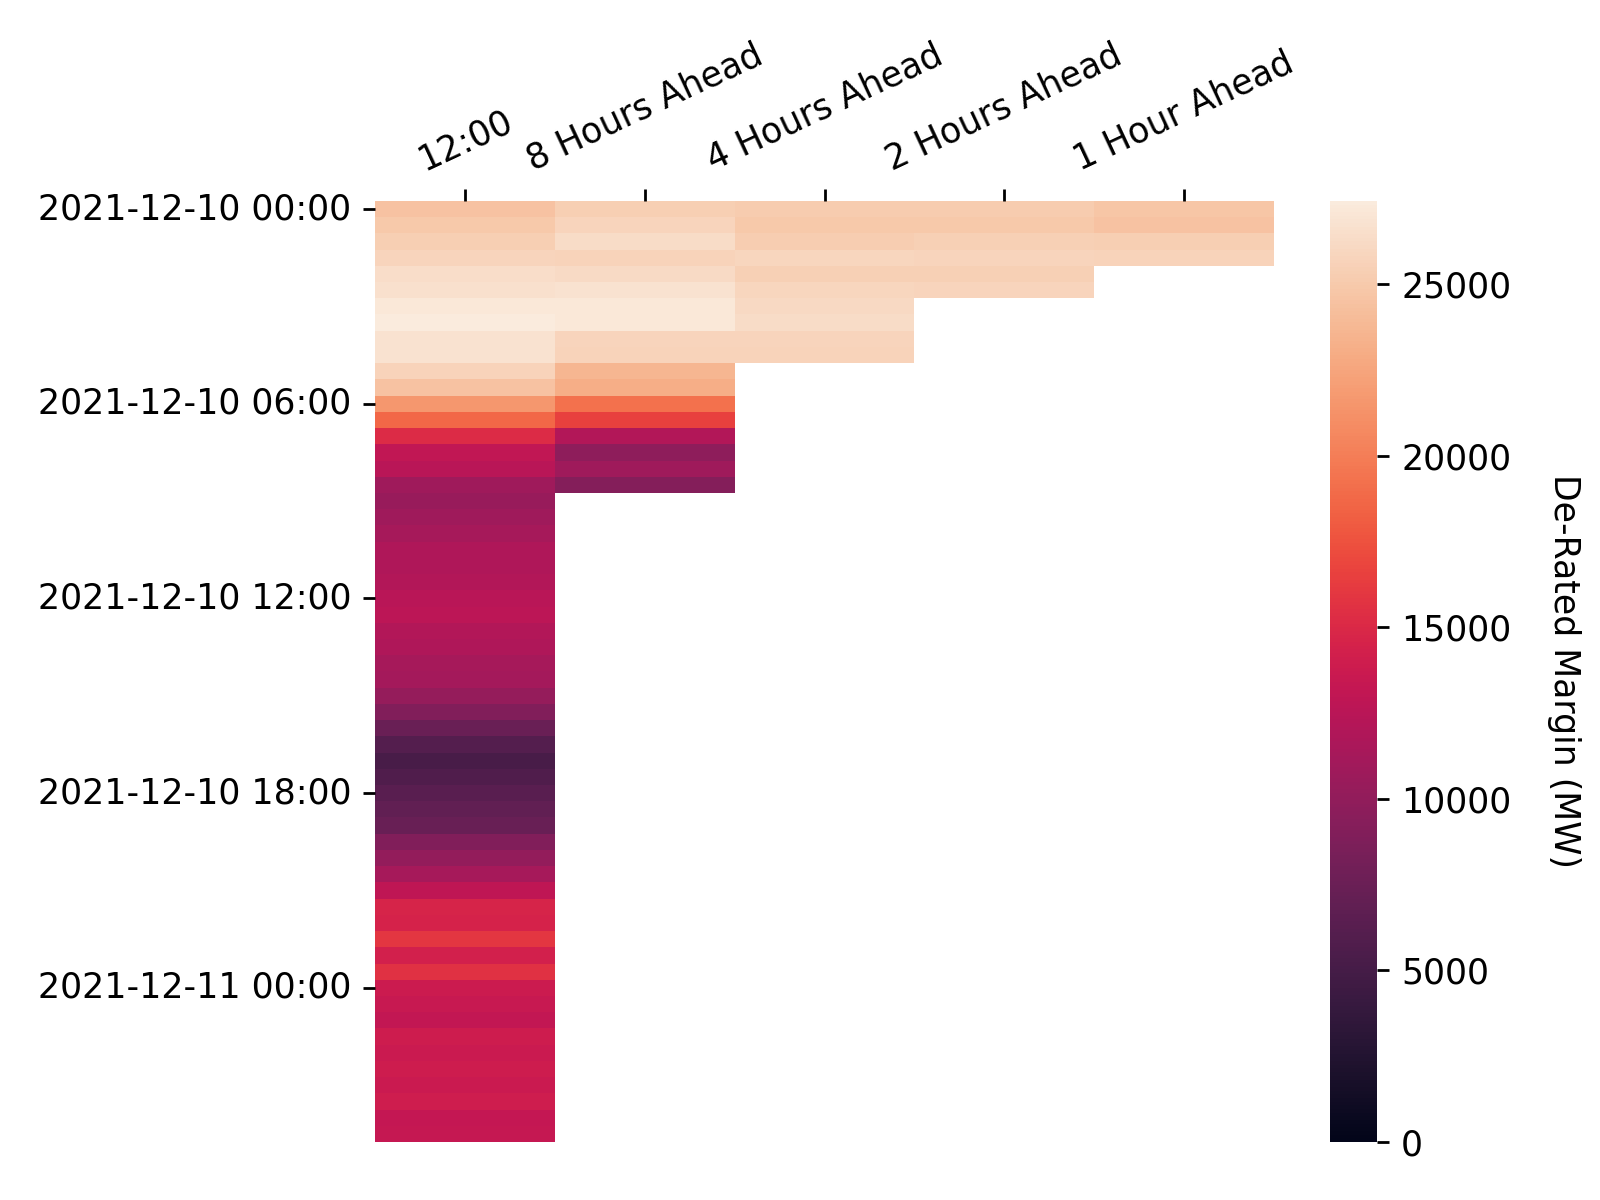 12:00
8 Hours Ahead
4 Hours Ahead
2 Hours Ahead
1 Hour Ahead
2021-12-10 00:00
2021-12-10 06:00
2021-12-10 12:00
2021-12-10 18:00
2021-12-11 00:00
25000
20000
15000
10000
5000
0
De-Rated Margin (MW)